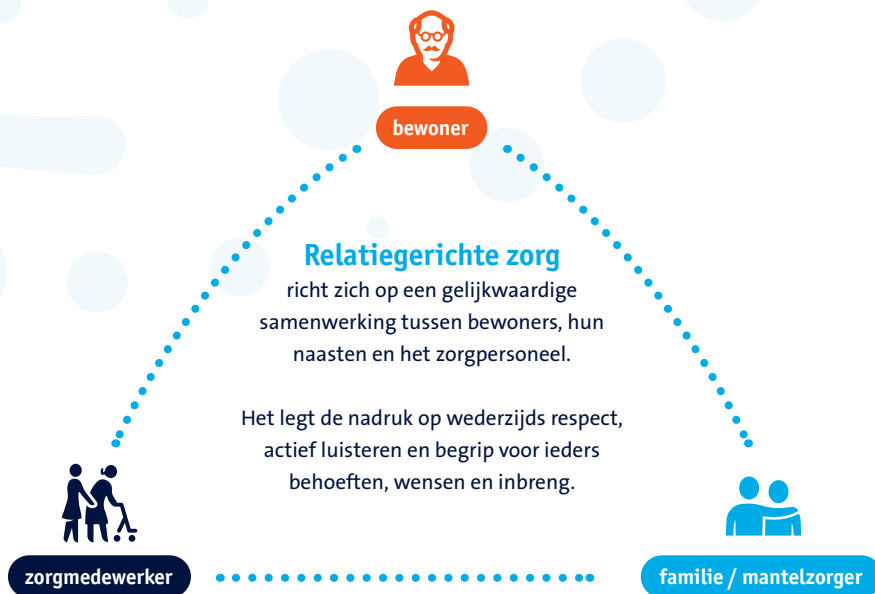 bewoner
Relatiegerichte zorg
richt zich op een gelijkwaardige
samenwerking tussen bewoners, hun
naasten en het zorgpersoneel.
Het legt de nadruk op wederzijds respect,
actief luisteren en begrip voor ieders
behoeften, wensen en inbreng.
zorgmedewerker
familie / mantelzorger